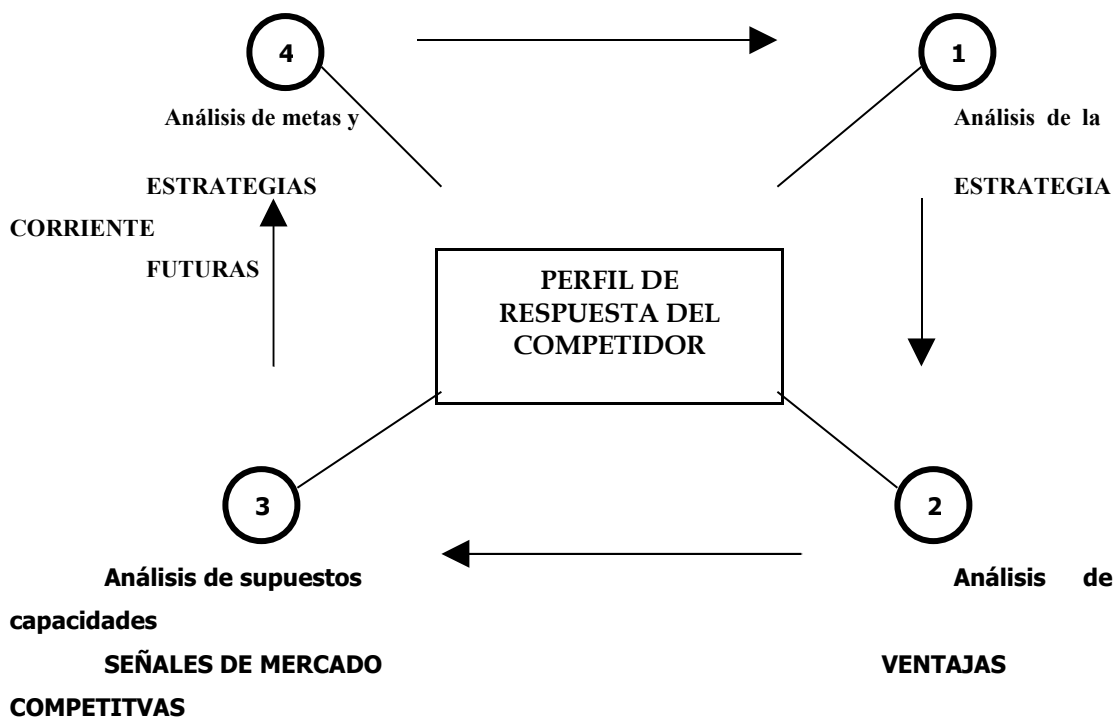 4
1
Análisis de metas y Análisis de la
ESTRATEGIAS ESTRATEGIA
CORRIENTE
FUTURAS
PERFIL DE
RESPUESTA DEL
COMPETIDOR
3
2
Análisis de supuestos Análisis de
capacidades
SEÑALES DE MERCADO VENTAJAS
COMPETITVAS